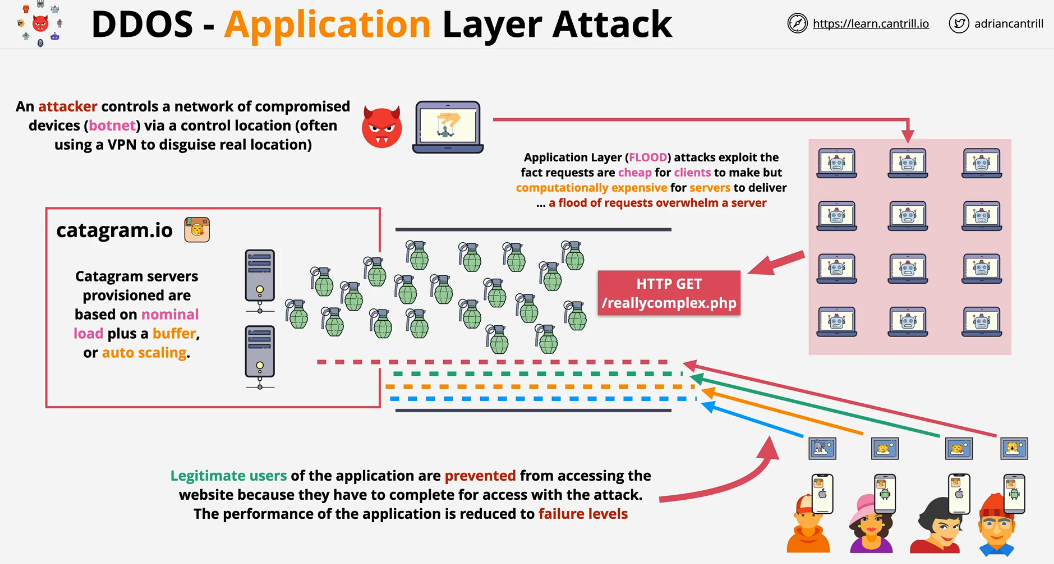 DDOS - Application Layer Attack
https://learn.cantrill.io
adriancantrill
An attacker controls a network of compromised
devices (botnet) via a control location (often
using a VPN to disguise real location)
Application Layer (FLOOD) attacks exploit the
fact requests are cheap for clients to make but
computationally expensive for servers to deliver
... a flood of requests overwhelm a server
catagram.io
Catagram servers
provisioned are
based on nominal
load plus a buffer,
or auto scaling.
HTTP GET
/reallycomplex.php
Legitimate users of the application are prevented from accessing the
website because they have to complete for access with the attack.
The performance of the application is reduced to failure levels